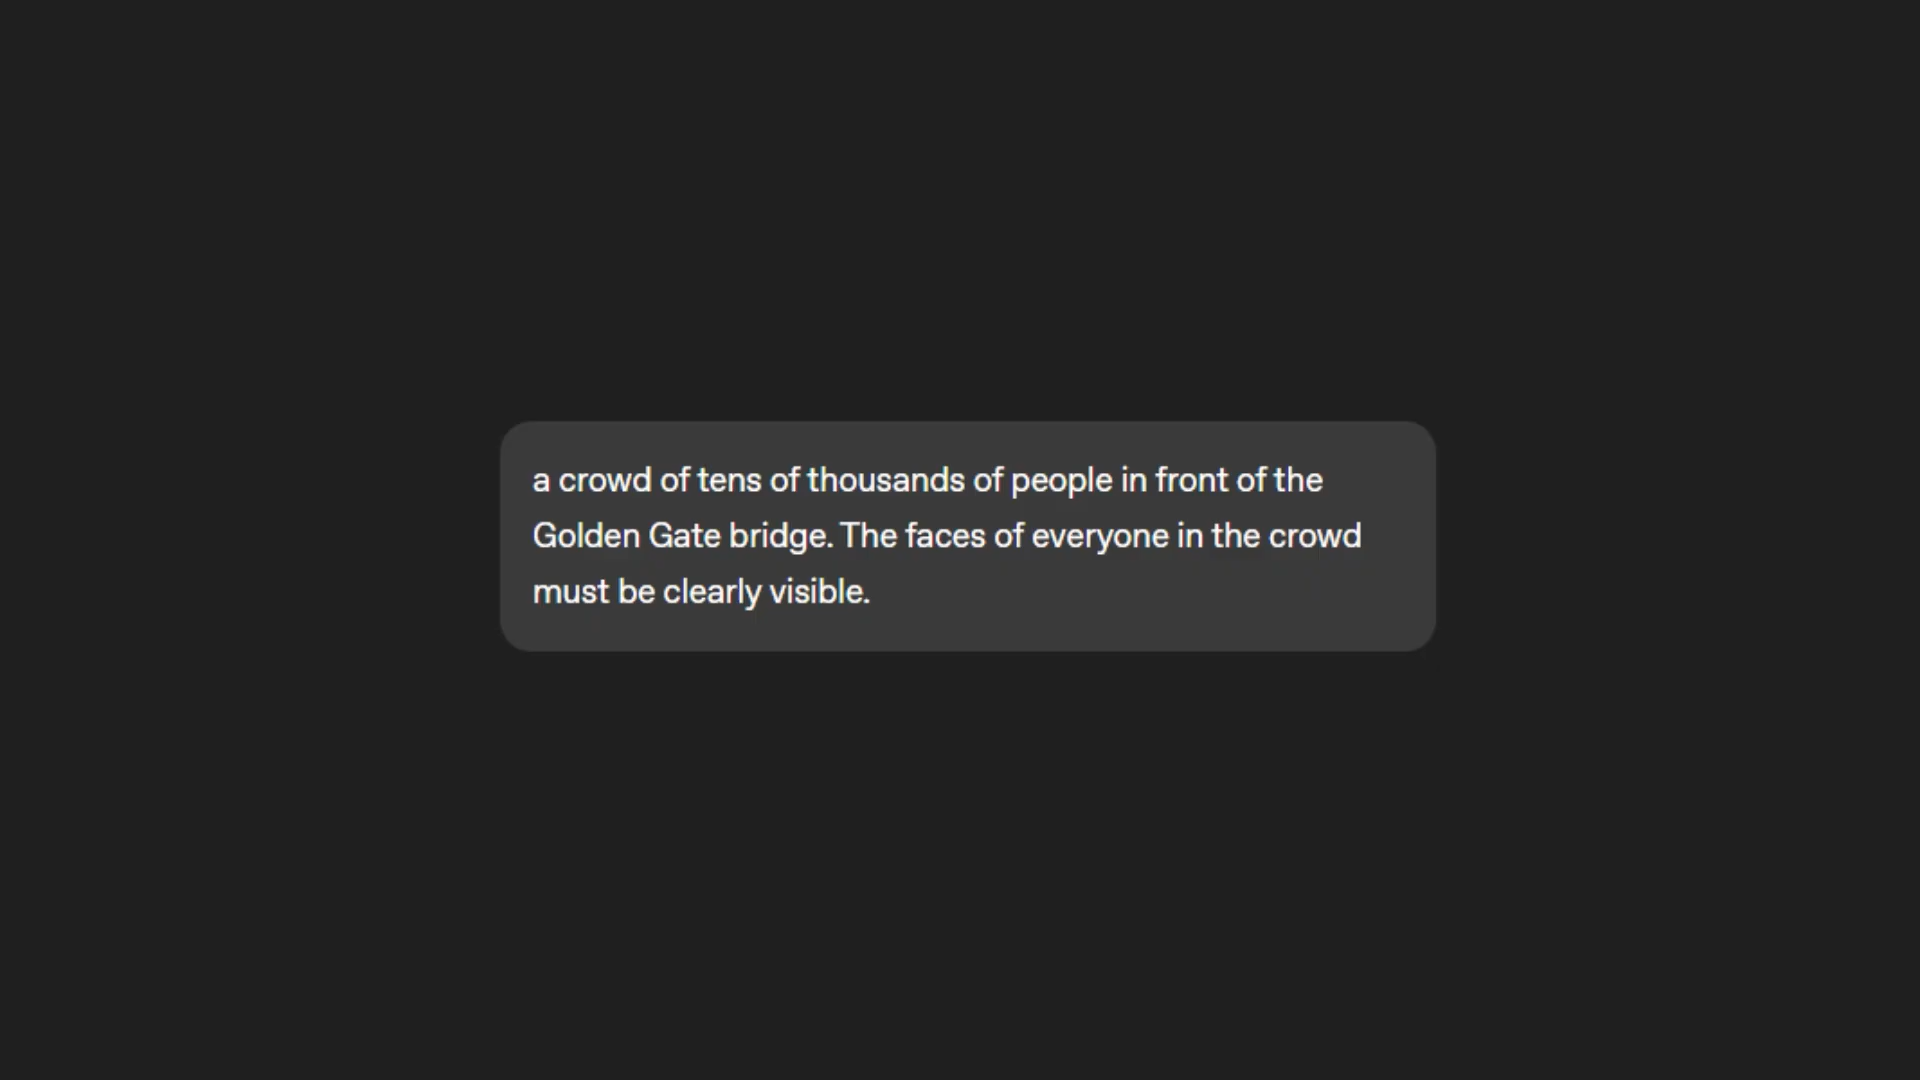 a crowd of tens of thousands of people in front of the
Golden Gate bridge. The faces of everyone in the crowd
must be clearly visible.